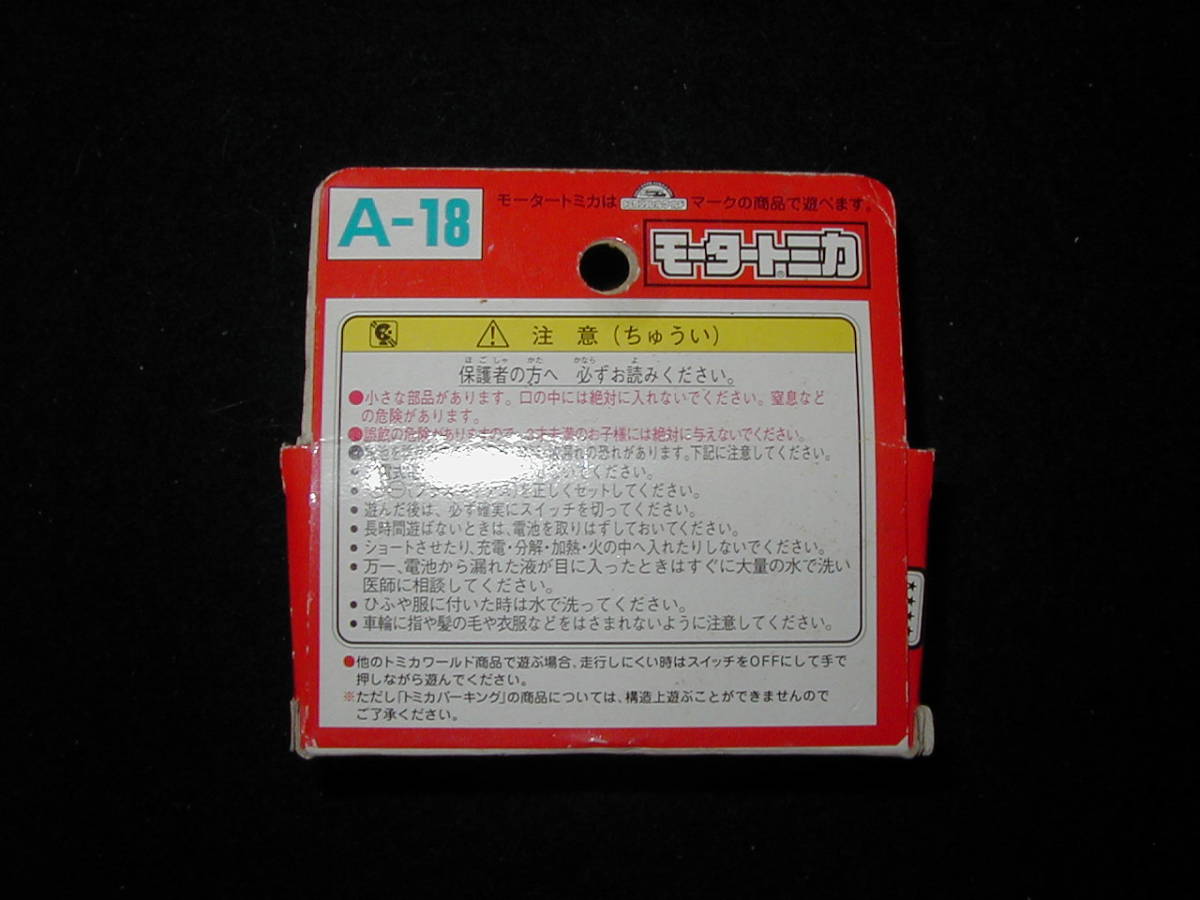 A-18
モータートミカは マークの商品で遊べます。
モータートミカ
注 意(ちゅうい)
保護者の方へ 必ずお読みください。
●小さな部品があります。口の中には絶対に入れないでください。窒息など
の危険があります。
誤飲の危険がありますので、3才未満のお子様には絶対に与えないでください。
漏れの恐れがあります。下記に注意してください。
ください。
を正しくセットしてください。
• 遊んだ後は、必ず確実にスイッチを切ってください。
• 長時間遊ばないときは、電池を取りはずしておいてください。
• ショートさせたり、充電・分解・加熱・火の中へ入れたりしないでください。
• 万一、電池から漏れた液が目に入ったときはすぐに大量の水で洗い
医師に相談してください。
• ひふや服に付いた時は水で洗ってください。
• 車輪に指や髪の毛や衣服などをはさまれないように注意してください。
●他のトミカワールド商品で遊ぶ場合、走行しにくい時はスイッチをOFFにして手で
押しながら遊んでください。
※ただし「トミカパーキング」の商品については、構造上遊ぶことができませんので
ご了承ください。